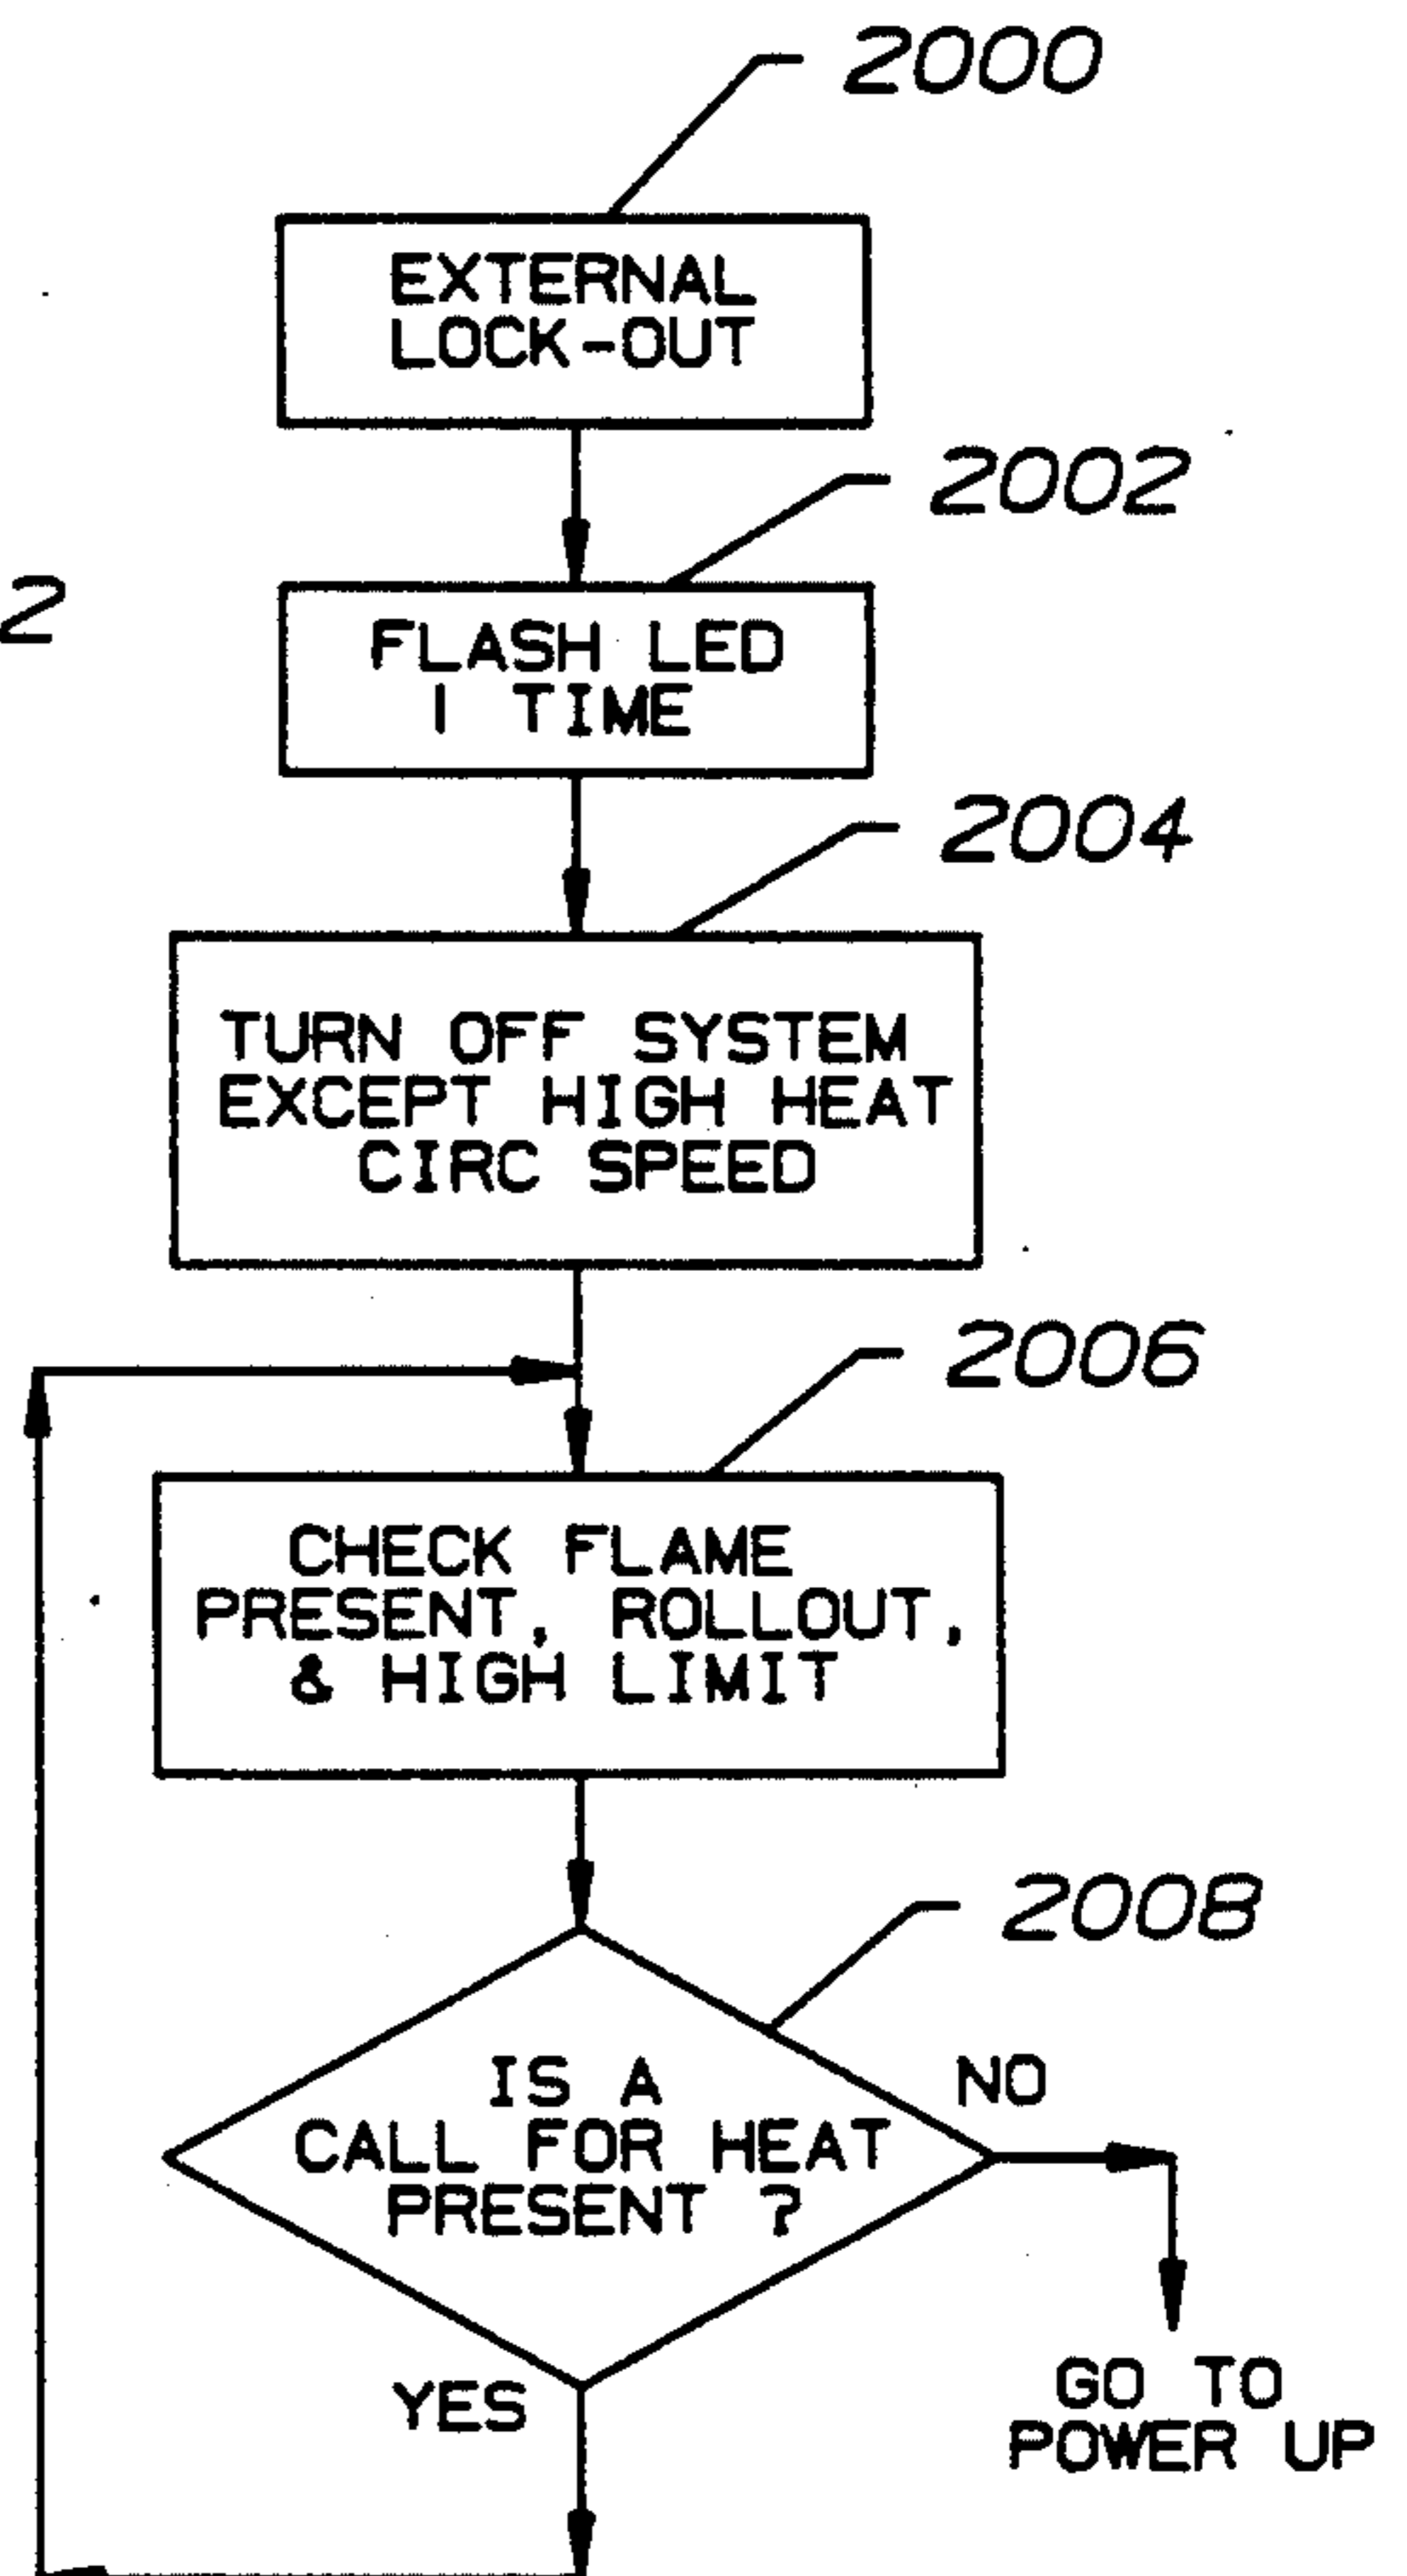 2000
EXTERNAL
LOCK-OUT
2002
2
FLASH LED
1 TIME
2004
TURN OFF SYSTEM
EXCEPT HIGH HEAT
CIRC SPEED
2006
CHECK FLAME
PRESENT, ROLLOUT,
& HIGH LIMIT
2008
IS A
CALL FOR HEAT
PRESENT ?
NO
YES
GO TO
POWER UP